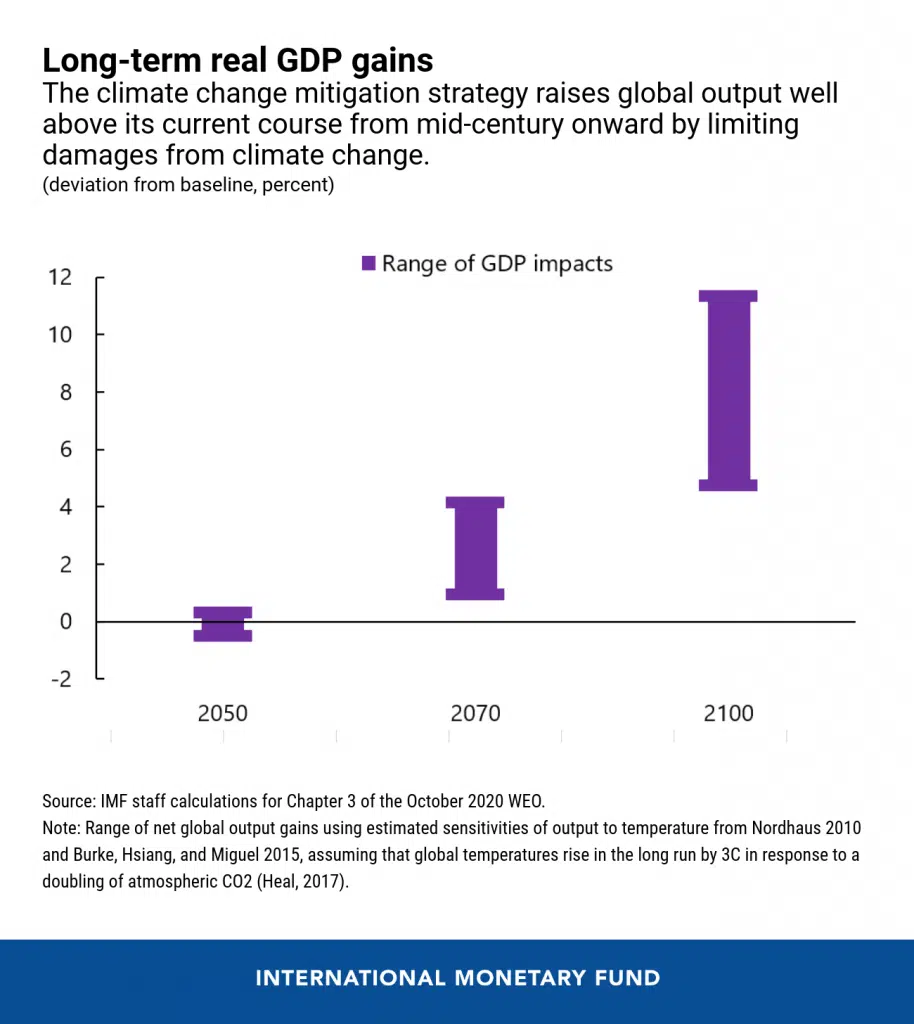 Long-term real GDP gains
The climate change mitigation strategy raises global output well
above its current course from mid-century onward by limiting
damages from climate change.
(deviation from baseline, percent)
Range of GDP impacts
12
10
8
6
4
2
0
-2
2050 2070 2100
Source: IMF staff calculations for Chapter 3 of the October 2020 WEO.
Note: Range of net global output gains using estimated sensitivities of output to temperature from Nordhaus 2010
and Burke, Hsiang, and Miguel 2015, assuming that global temperatures rise in the long run by 3C in response to a
doubling of atmospheric CO2 (Heal, 2017).
INTERNATIONAL MONETARY FUND